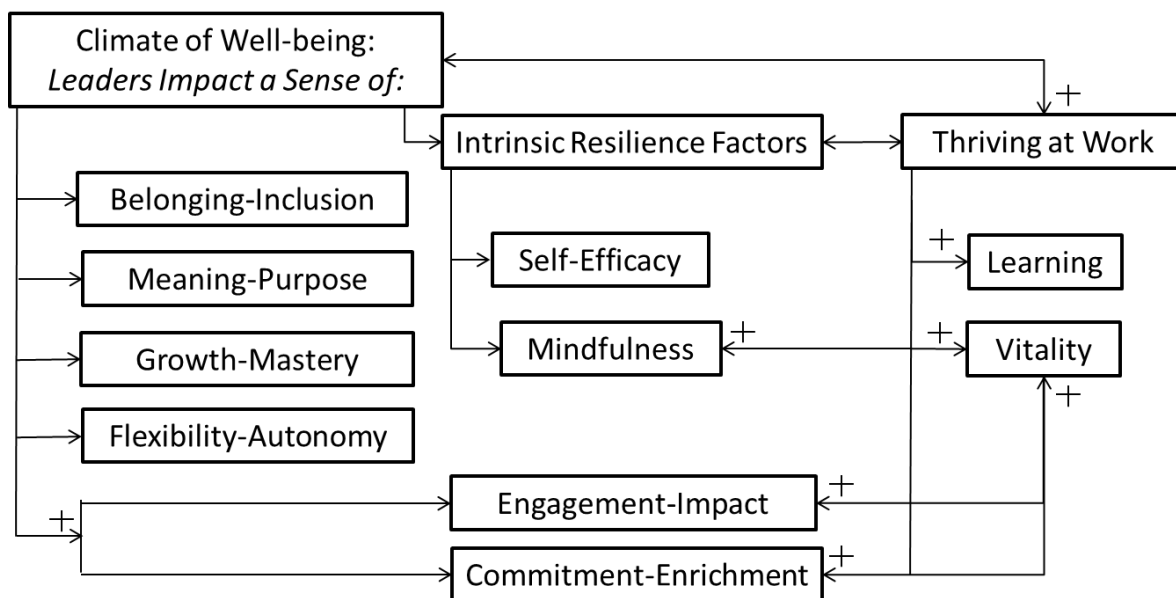 Climate of Well-being:
Leaders Impact a Sense of:
+
Intrinsic Resilience Factors
Thriving at Work
Belonging-Inclusion
+
Self-Efficacy
Learning
Meaning-Purpose
+
+
Mindfulness
Vitality
Growth-Mastery
+
Flexibility-Autonomy
+
Engagement-Impact
+
+
Commitment-Enrichment